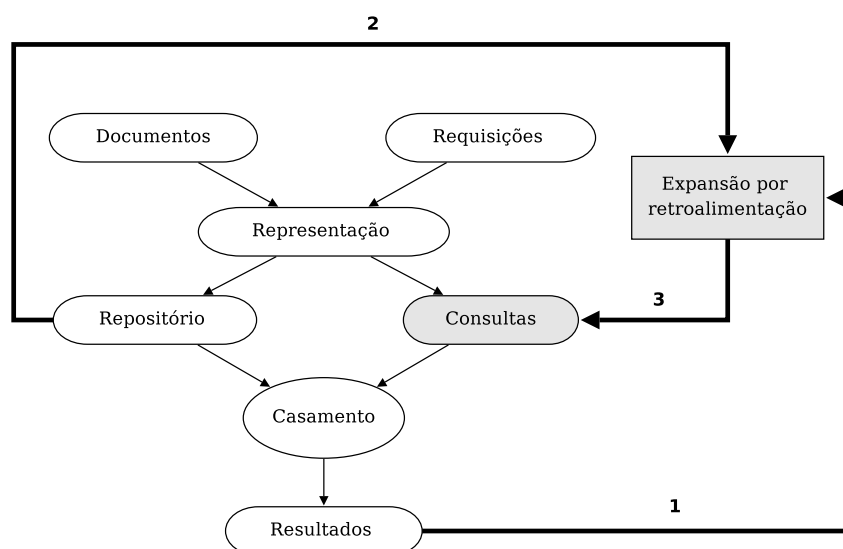 2
Documentos
Requisições
Expansão por
retroalimentação
Representação
Repositório
Consultas
3
Casamento
1
Resultados